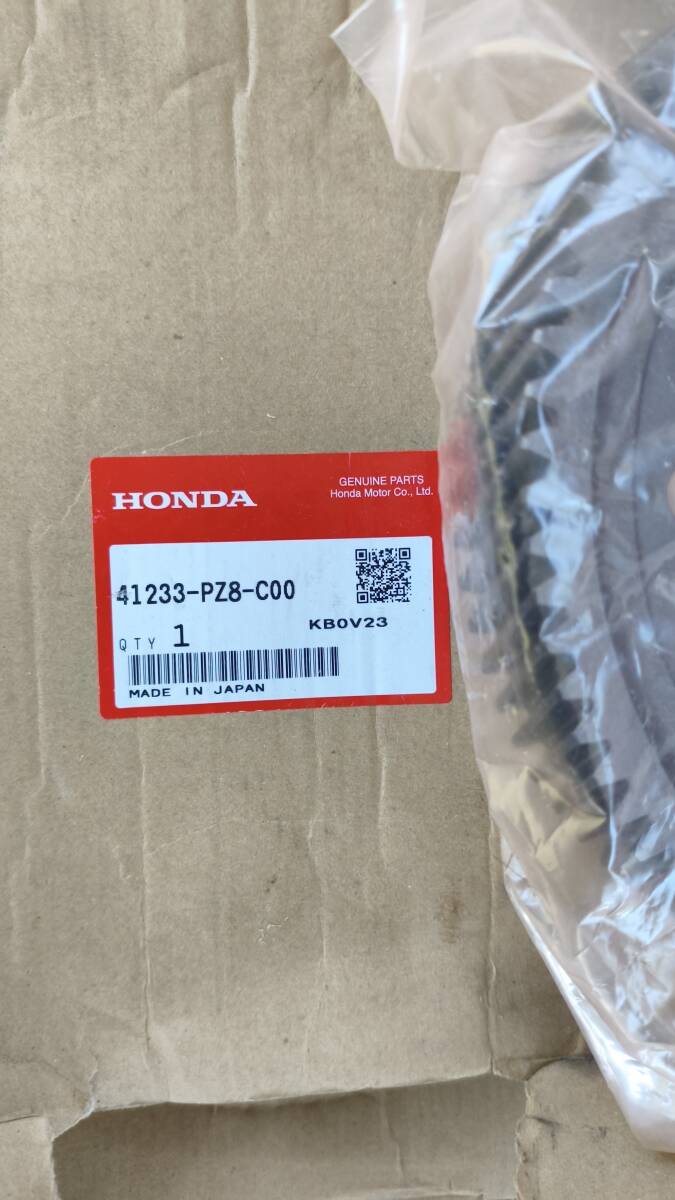 HONDA
GENUINE PARTS
Honda Motor Co., Ltd.
41233-PZ8-C00
KB0V23
QTY 1
MADE IN JAPAN